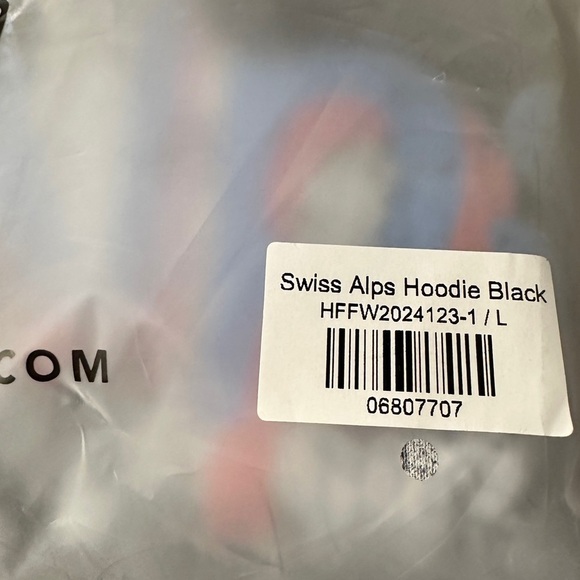 Swiss Alps Hoodie Black
HFFW2024123-1 / L
.COM
06807707